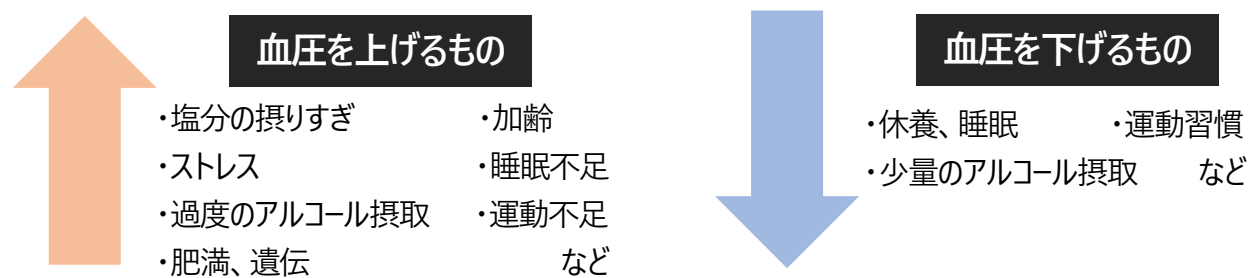 血圧を上げるもの
・塩分の摂りすぎ ・加齢
・ストレス ・睡眠不足
・過度のアルコール摂取 ・運動不足
・肥満、遺伝 など
血圧を下げるもの
・休養、睡眠 ・運動習慣
・少量のアルコール摂取 など